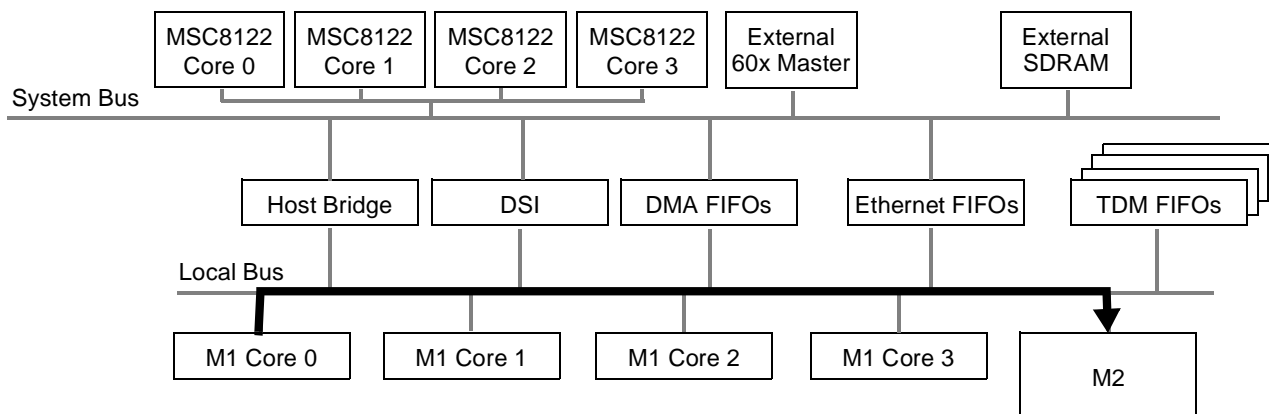 MSC8122
Core 0
MSC8122
Core 1
MSC8122
Core 2
MSC8122
Core 3
External
60x Master
External
SDRAM
System Bus
Host Bridge
DSI
DMA FIFOs
Ethernet FIFOs
TDM FIFOs
Local Bus
M1 Core 0
M1 Core 1
M1 Core 2
M1 Core 3
M2